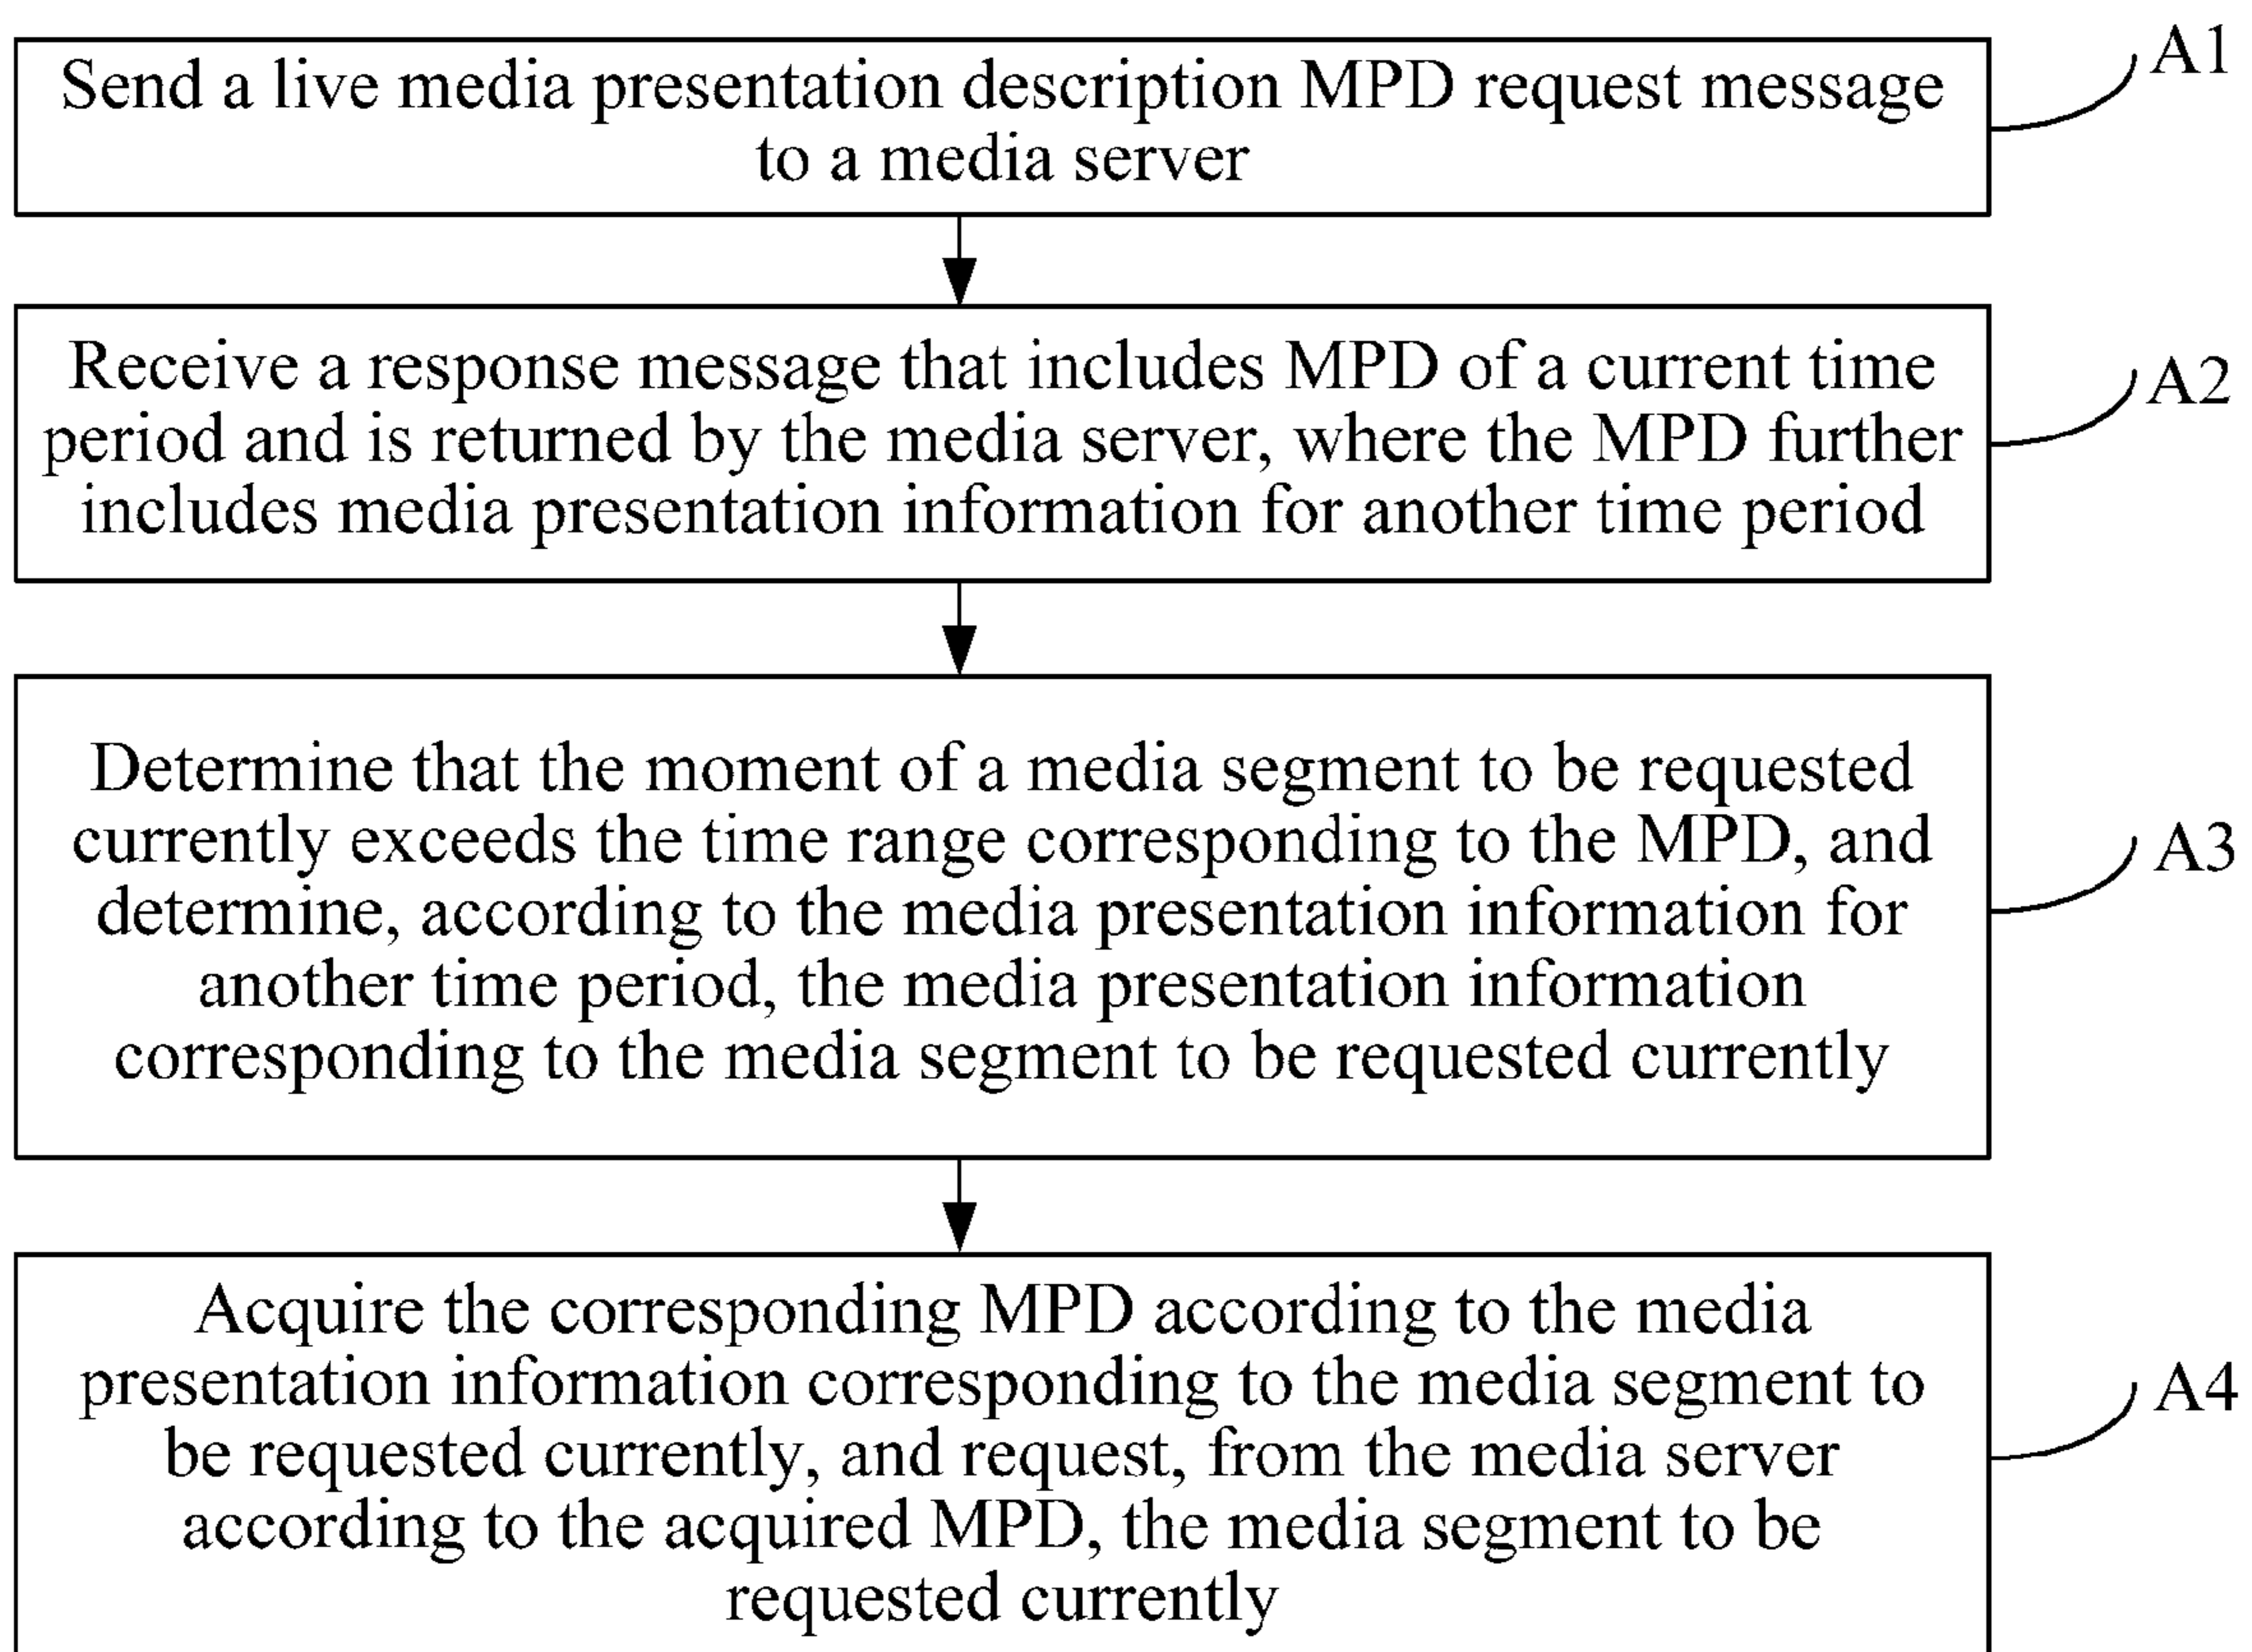 Send a live media presentation description MPD request message
to a media server
A1
Receive a response message that includes MPD of a current time
period and is returned by the media server, where the MPD further
includes media presentation information for another time period
A2
Determine that the moment of a media segment to be requested
currently exceeds the time range corresponding to the MPD, and
determine, according to the media presentation information for
another time period, the media presentation information
corresponding to the media segment to be requested currently
A3
Acquire the corresponding MPD according to the media
presentation information corresponding to the media segment to
be requested currently, and request, from the media server
according to the acquired MPD, the media segment to be
requested currently
A4